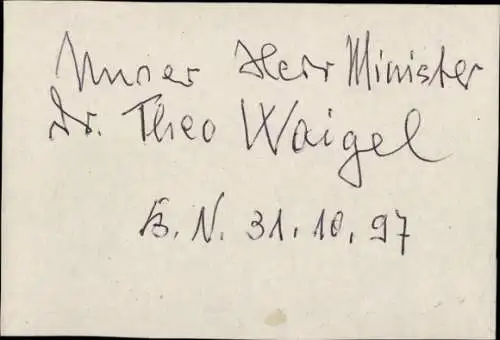 Unser Herr Minister
Dr. Theo Waigel
B. N. 31. 10. 97